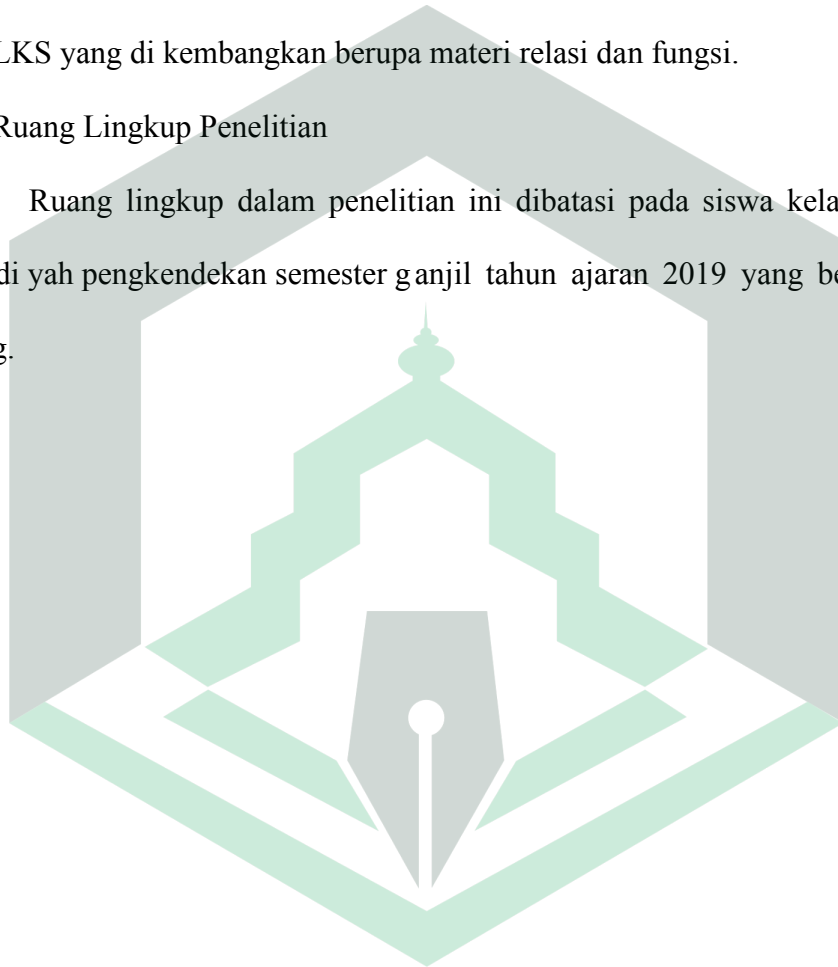 LKS yang di kembangkan berupa materi relasi dan fungsi.
Ruang Lingkup Penelitian
Ruang lingkup dalam penelitian ini dibatasi pada siswa
di yah pengkendekan semester ganjil tahun ajaran 2019 yang